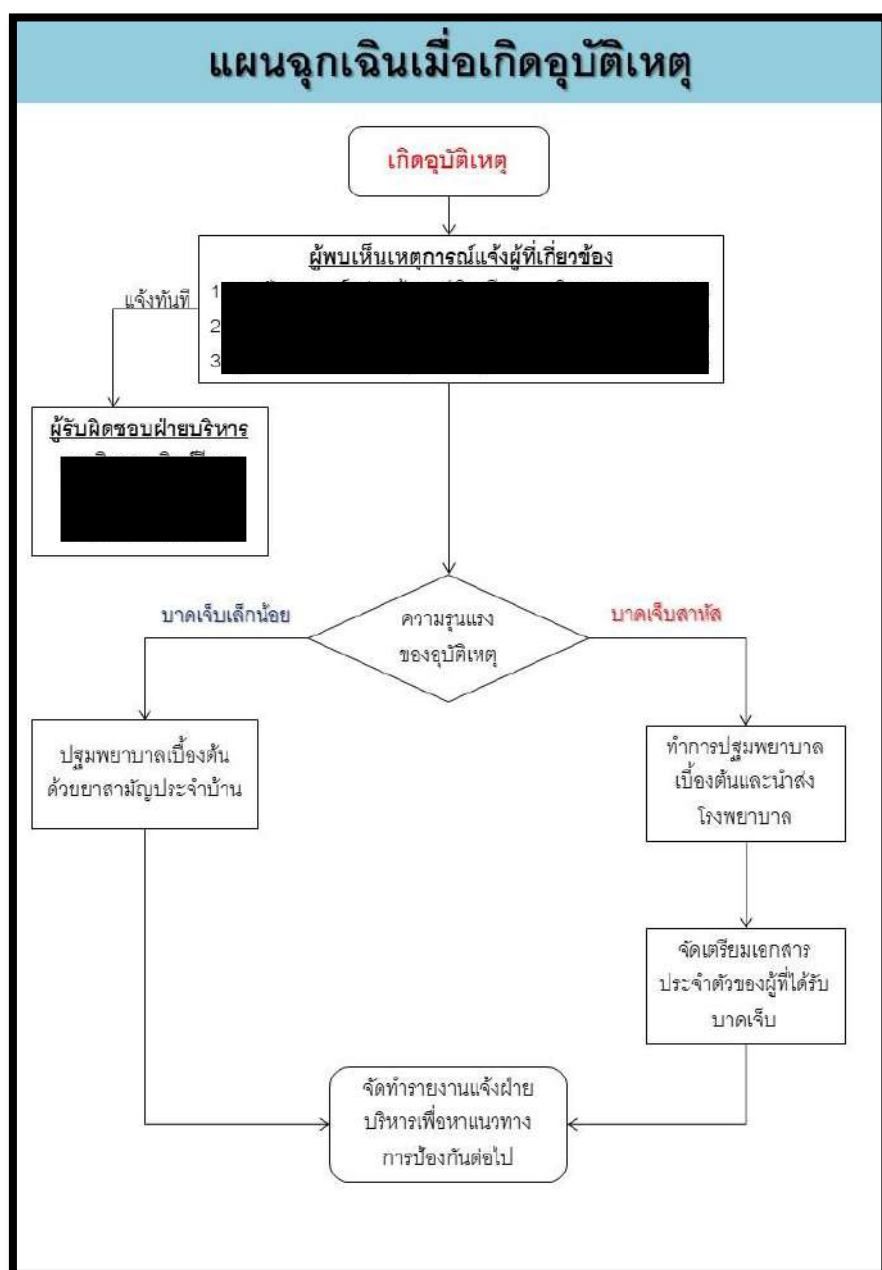 แผนฉุกเฉินเมื่อเกิดอุบัติเหตุ
เกิดอุบัติเหตุ
ผู้พบเห็นเหตุการณ์แจ้งผู้ที่เกี่ยวข้อง
1
2
3
แจ้งทันที
ผู้รับผิดชอบฝ่ายบริหาร
บาดเจ็บเล็กน้อย
ความรุนแรง
ของอุบัติเหตุ
บาดเจ็บสาหัส
ปฐมพยาบาลเบื้องต้น
ด้วยยาสามัญประจำบ้าน
ทำการปฐมพยาบาล
เบื้องต้นและนำส่ง
โรงพยาบาล
จัดเตรียมเอกสาร
ประจำตัวของผู้ที่ได้รับ
บาดเจ็บ
จัดทำรายงานแจ้งฝ่าย
บริหารเพื่อหาแนวทาง
การป้องกันต่อไป